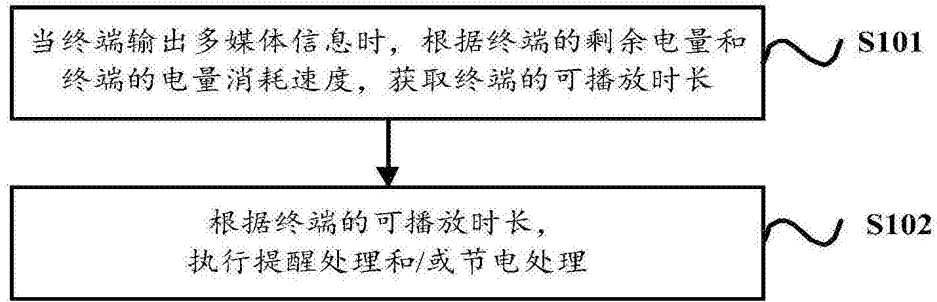 当终端输出多媒体信息时，根据终端的剩余电量和
终端的电量消耗速度，获取终端的可播放时长
S101
根据终端的可播放时长，
执行提醒处理和/或节电处理
S102